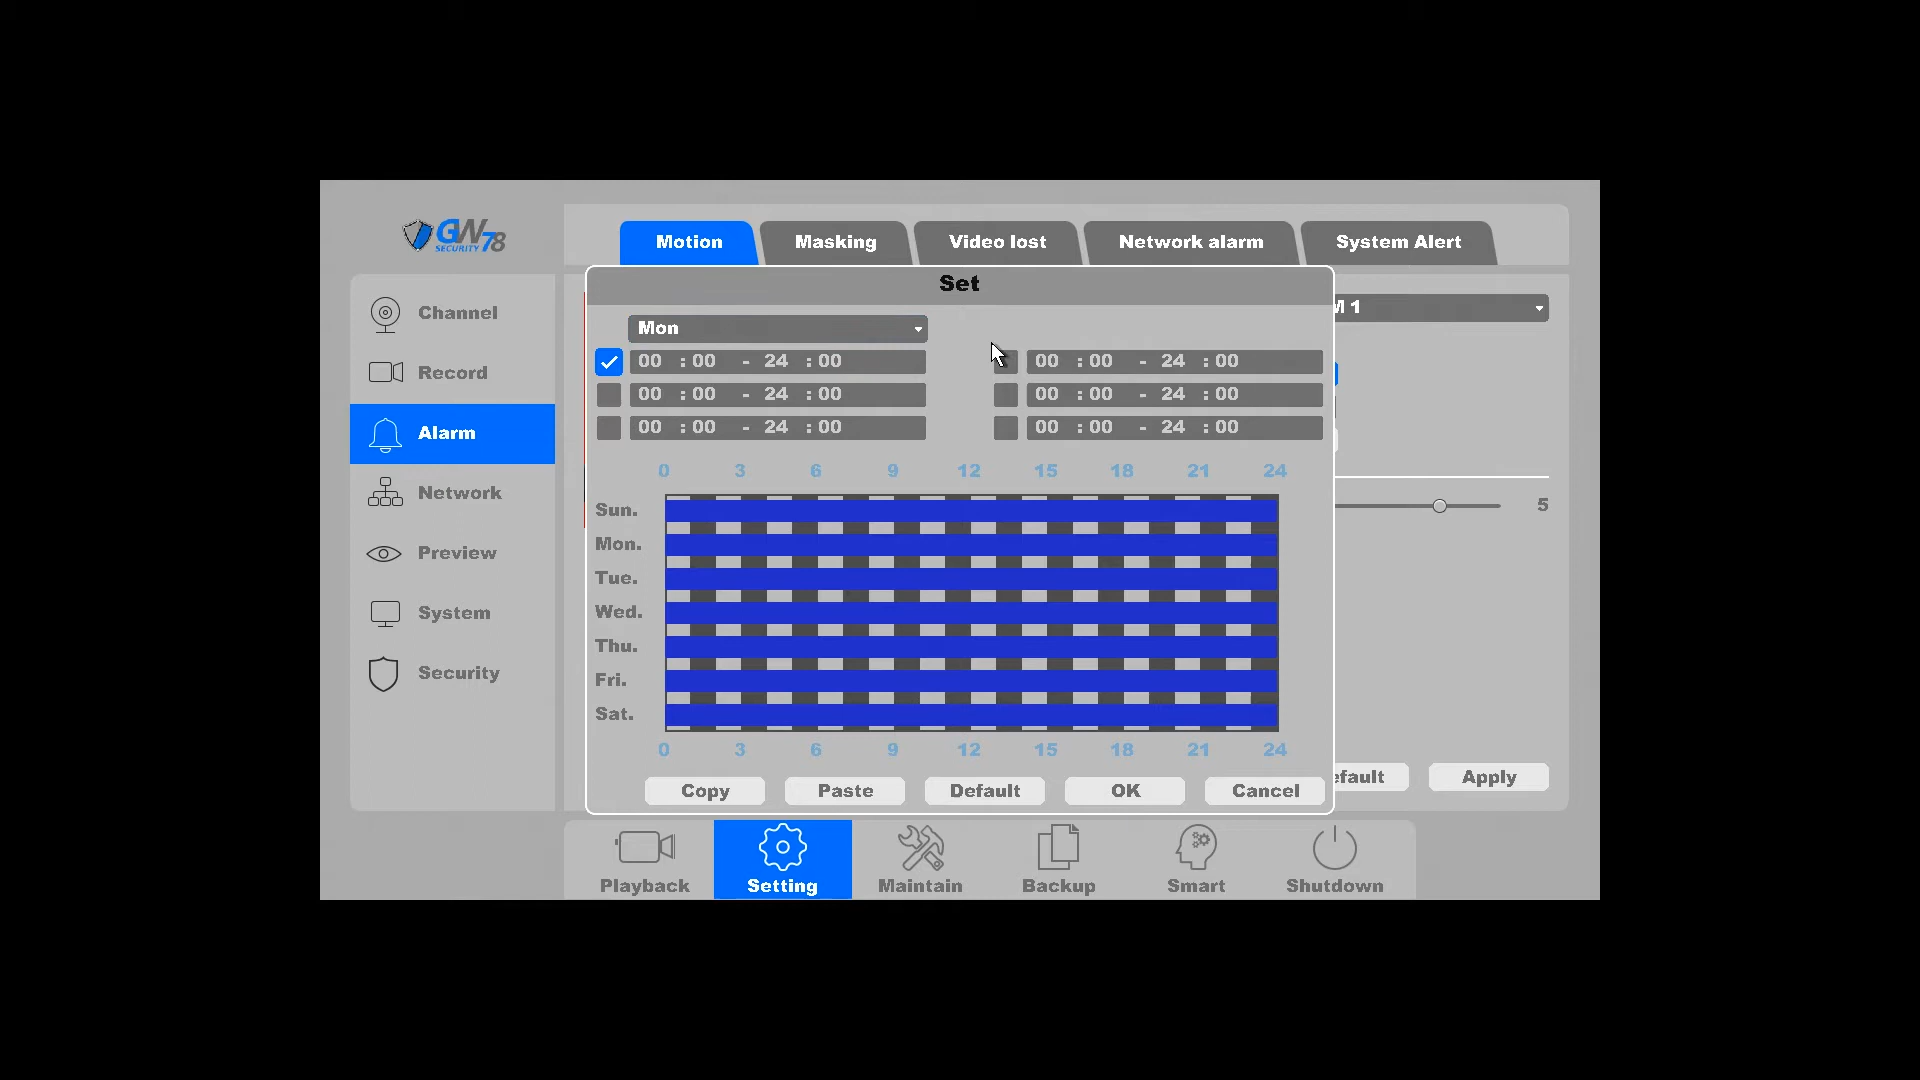 GW78
SECURITY
Motion
Masking
Video lost
Network alarm
System Alert
Channel
Record
Alarm
Network
Preview
System
Security
Set
Mon
1
00 : 00 - 24 : 00
00 : 00 - 24 : 00
00 : 00 - 24 : 00
00 : 00 - 24 : 00
00 : 00 - 24 : 00
00 : 00 - 24 : 00
0 3 6 9 12 15 18 21 24
5
Sun.
Mon.
Tue.
Wed.
Thu.
Fri.
Sat.
0 3 6 9 12 15 18 21 24
Copy
Paste
Default
OK
Cancel
efault
Apply
Playback
Setting
Maintain
Backup
Smart
Shutdown